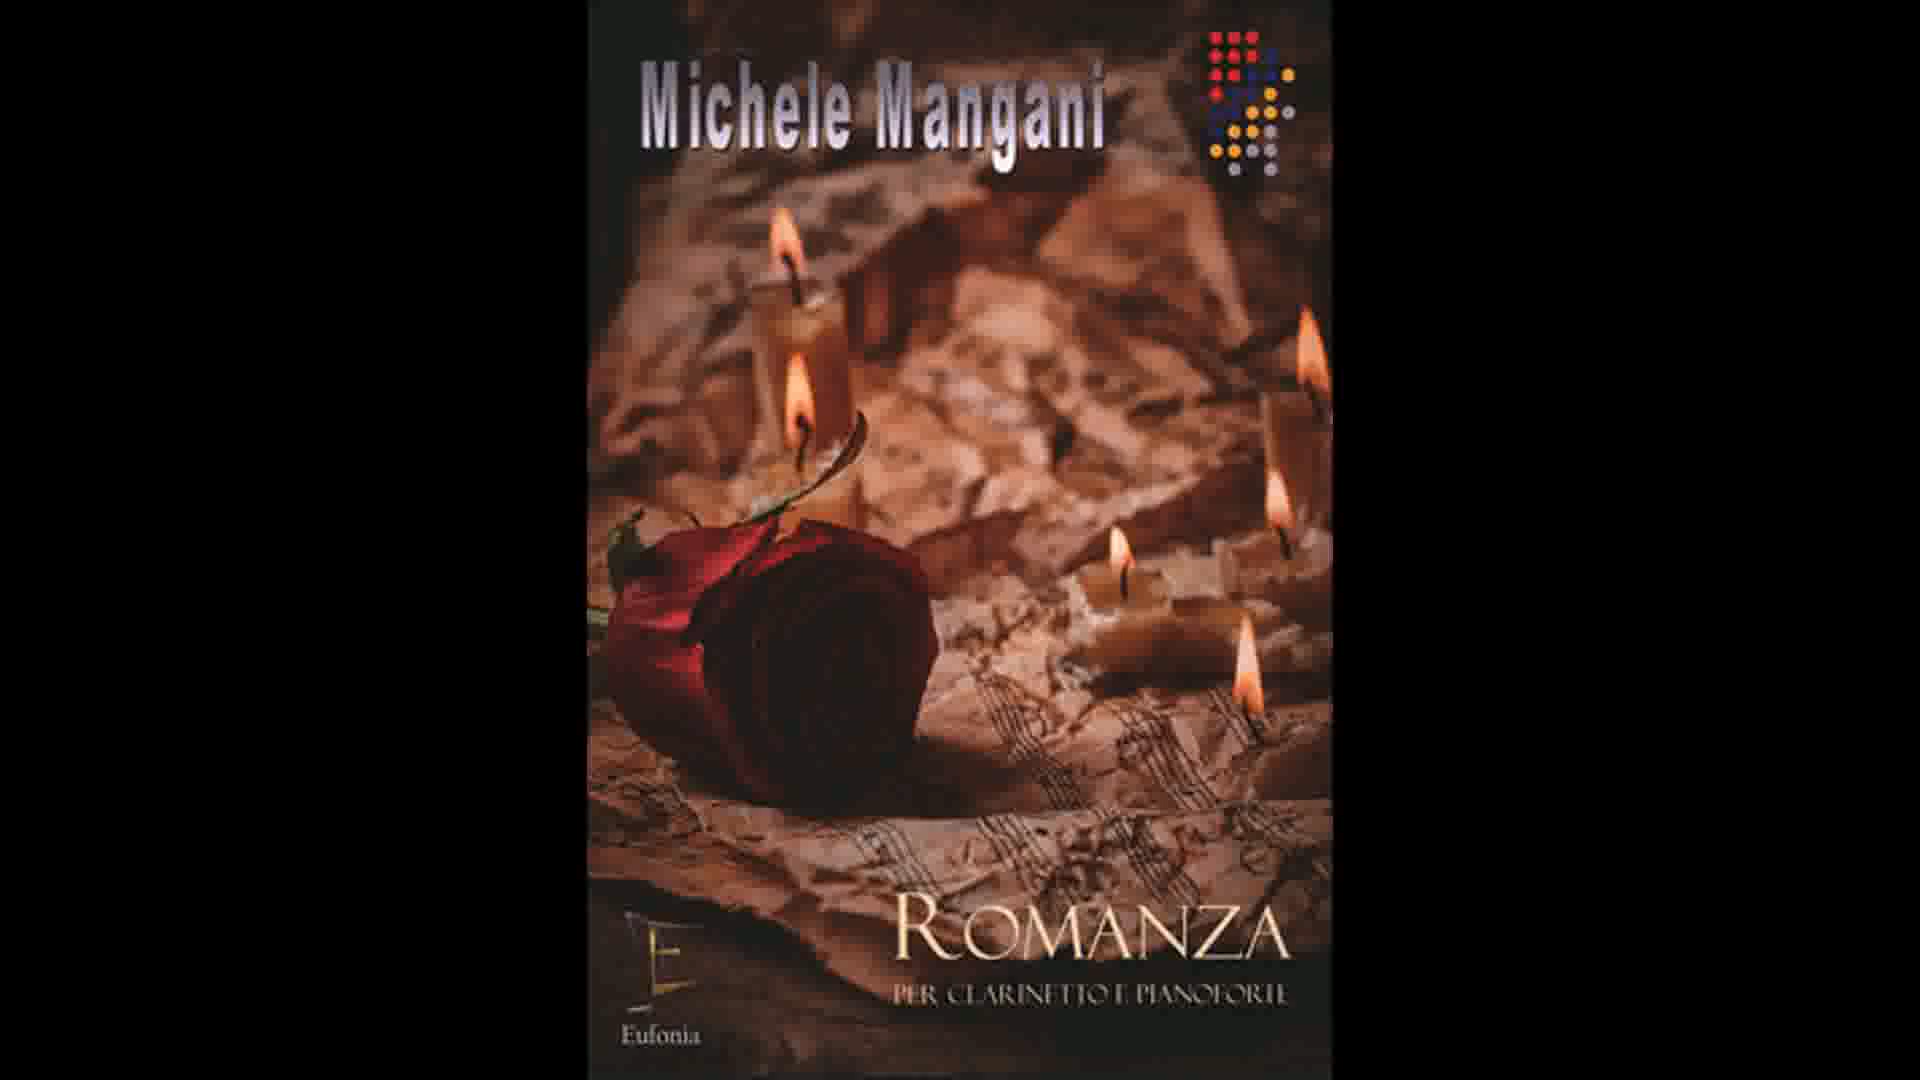 Michele Mangani
ROMANZA
PER CLARINETTO E PIANOFORTE
E
Eufonia